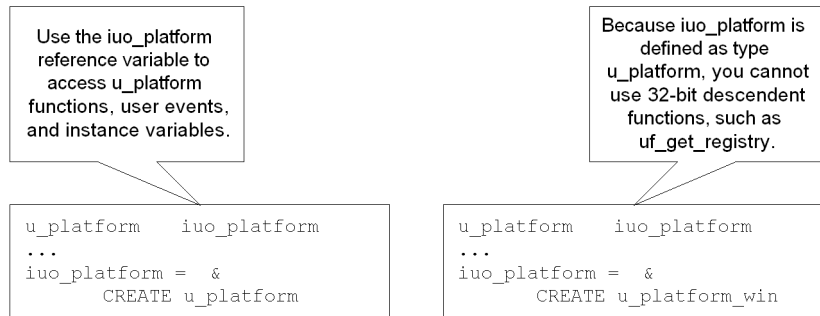 Use the iuo_platform
reference variable to
access u_platform
functions, user events,
and instance variables.
Because iuo_platform is
defined as type
u_platform, you cannot
use 32-bit descendent
functions, such as
uf_get_registry.
u_platform iuo_platform
...
iuo_platform = &
CREATE u_platform
u_platform iuo_platform
...
iuo_platform = &
CREATE u_platform_win